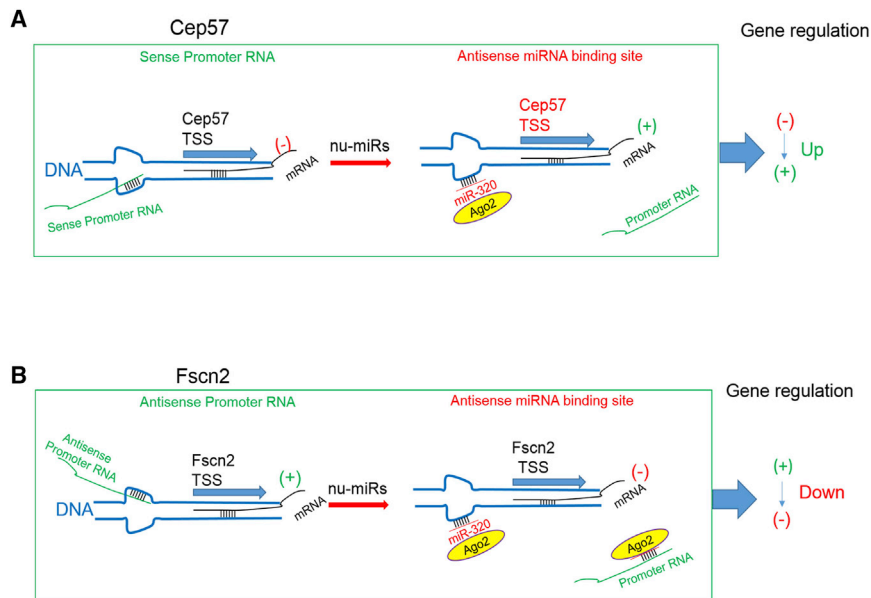 A
Cep57
Gene regulation
Sense Promoter RNA
Antisense miRNA binding site
Cep57
TSS
(-)
mRNA
DNA
Sense Promoter RNA
nu-miRs
Cep57
TSS
(+)
mRNA
miR-320
Ago2
Promoter RNA
(-)
Up
(+)
B
Fscn2
Gene regulation
Antisense Promoter RNA
Antisense miRNA binding site
Antisense
Promoter RNA
Fscn2
TSS
(+)
mRNA
DNA
nu-miRs
Fscn2
TSS
(-)
mRNA
miR-320
Ago2
Ago2
Promoter RNA
(+)
Down
(-)